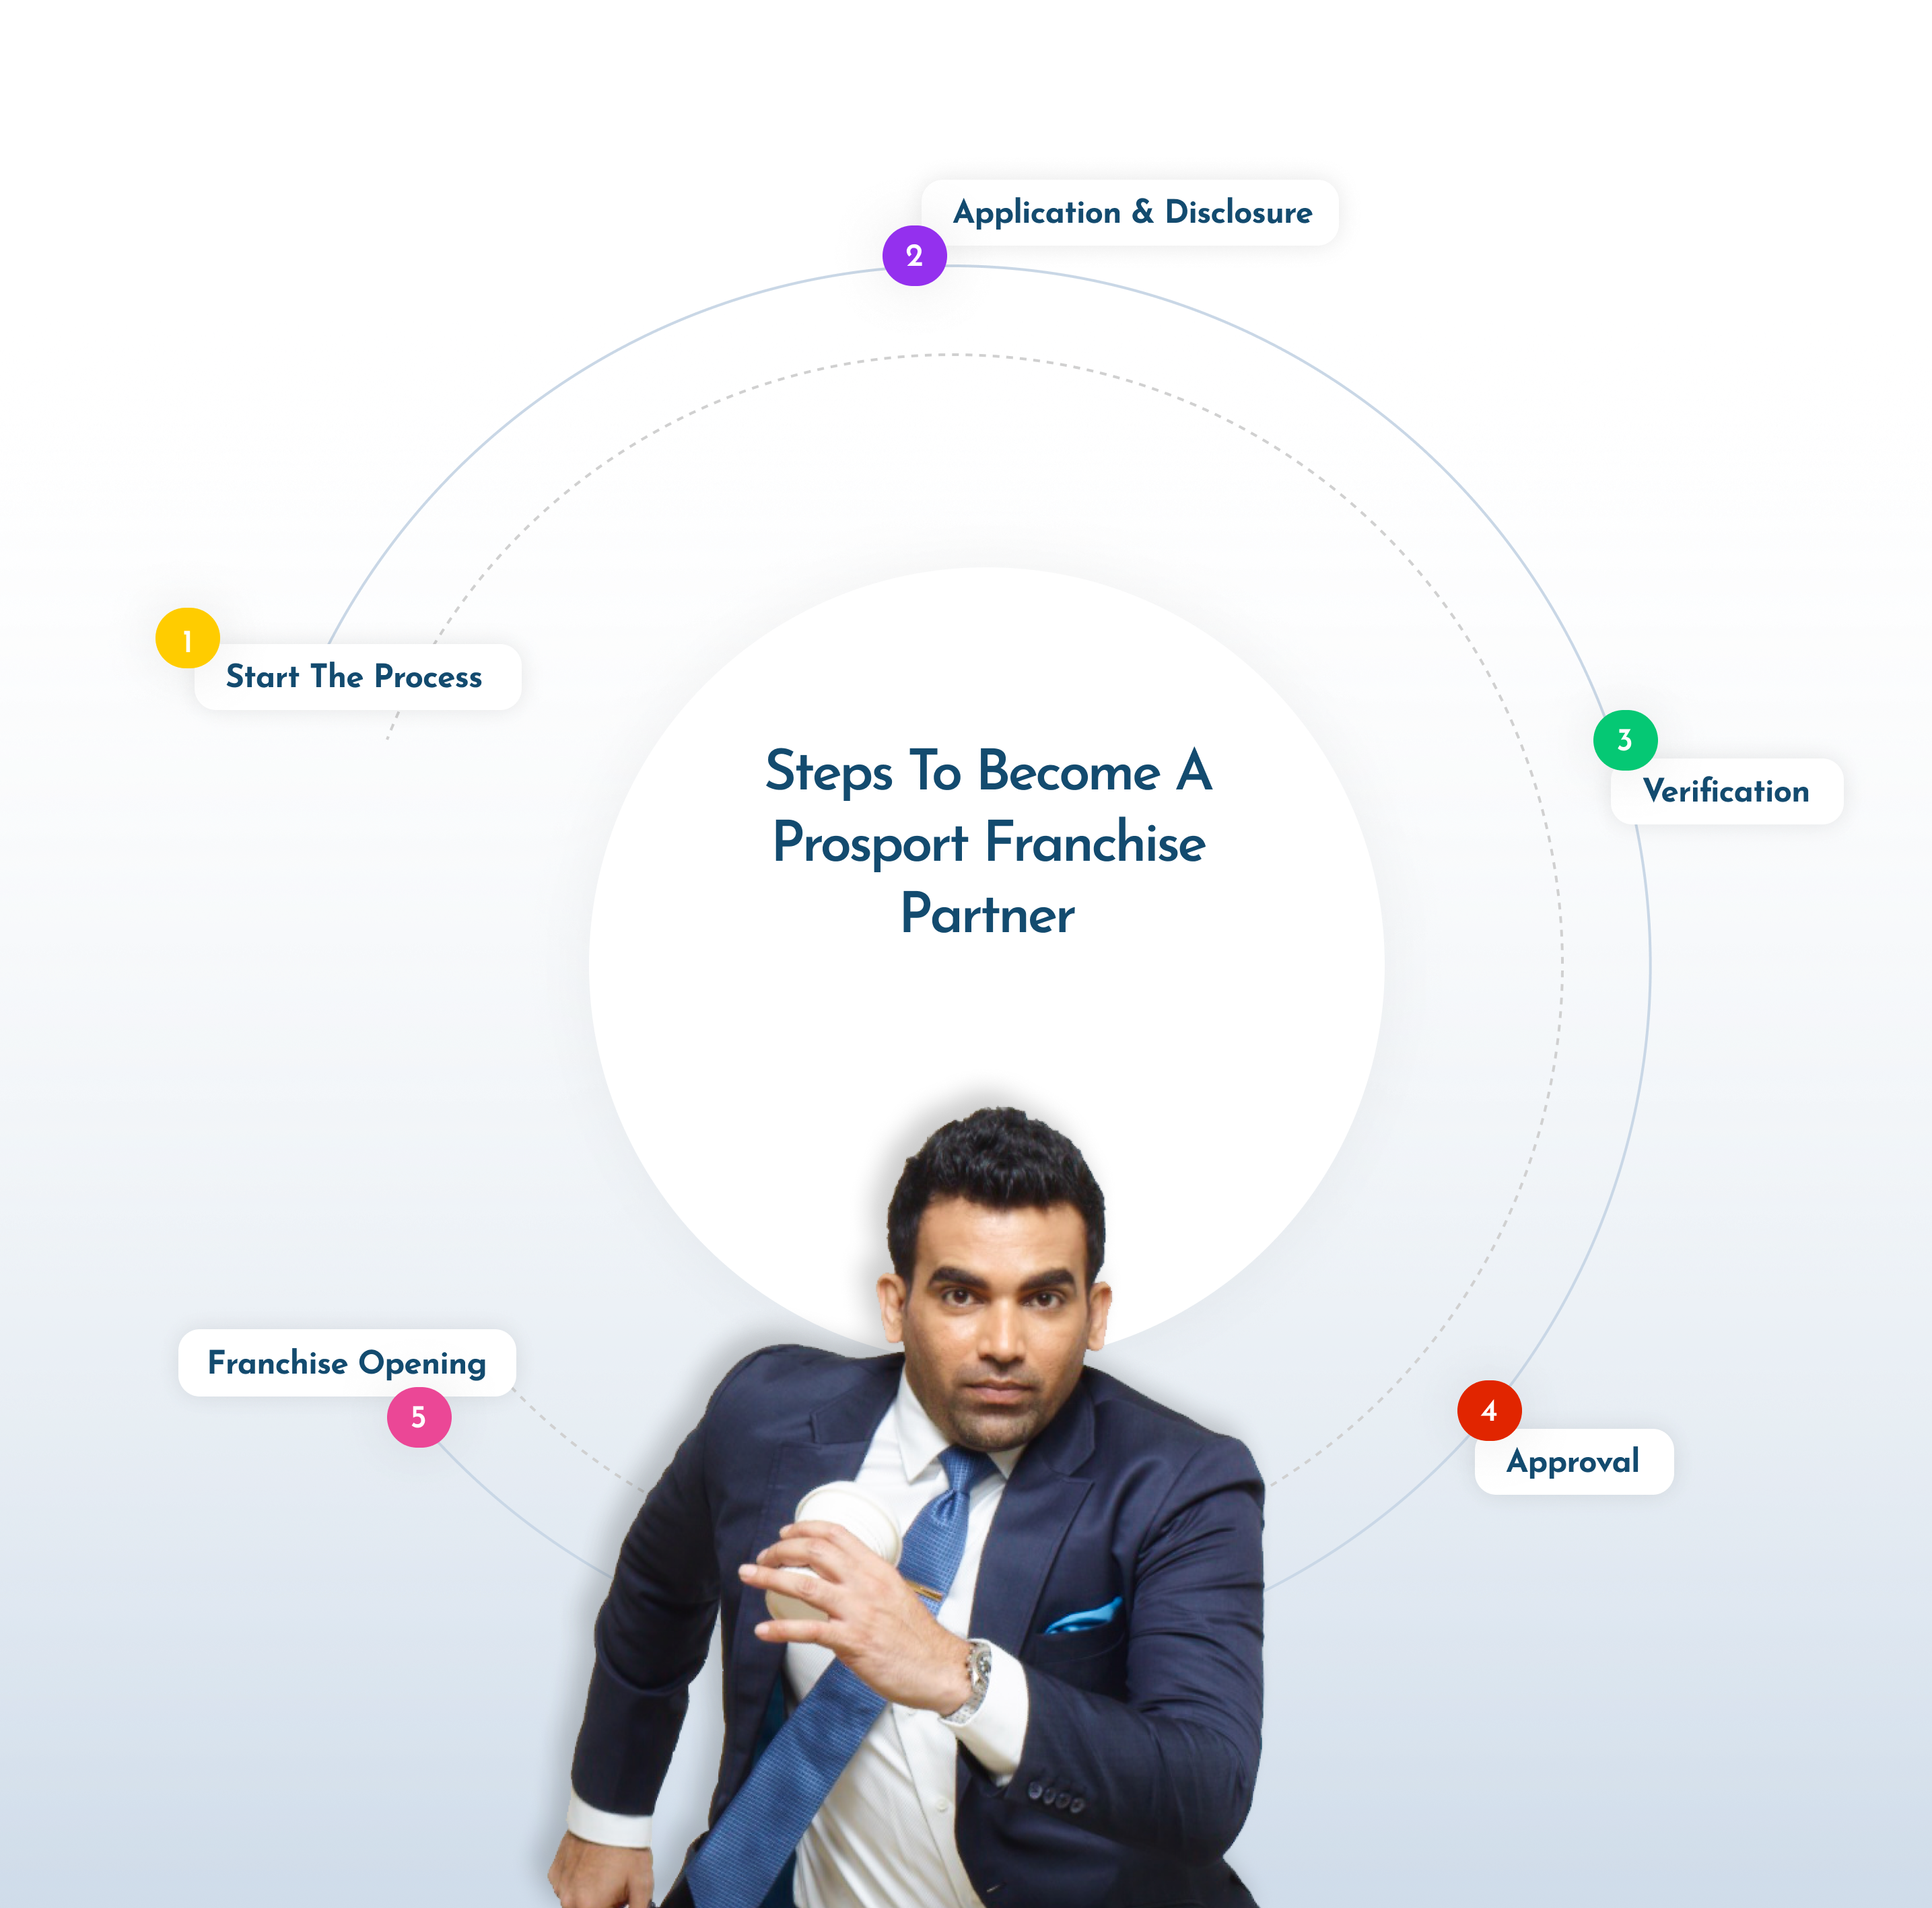 Steps To Become A
Prosport Franchise
Partner
1
Start The Process
2
Application & Disclosure
3
Verification
4
Approval
5
Franchise Opening